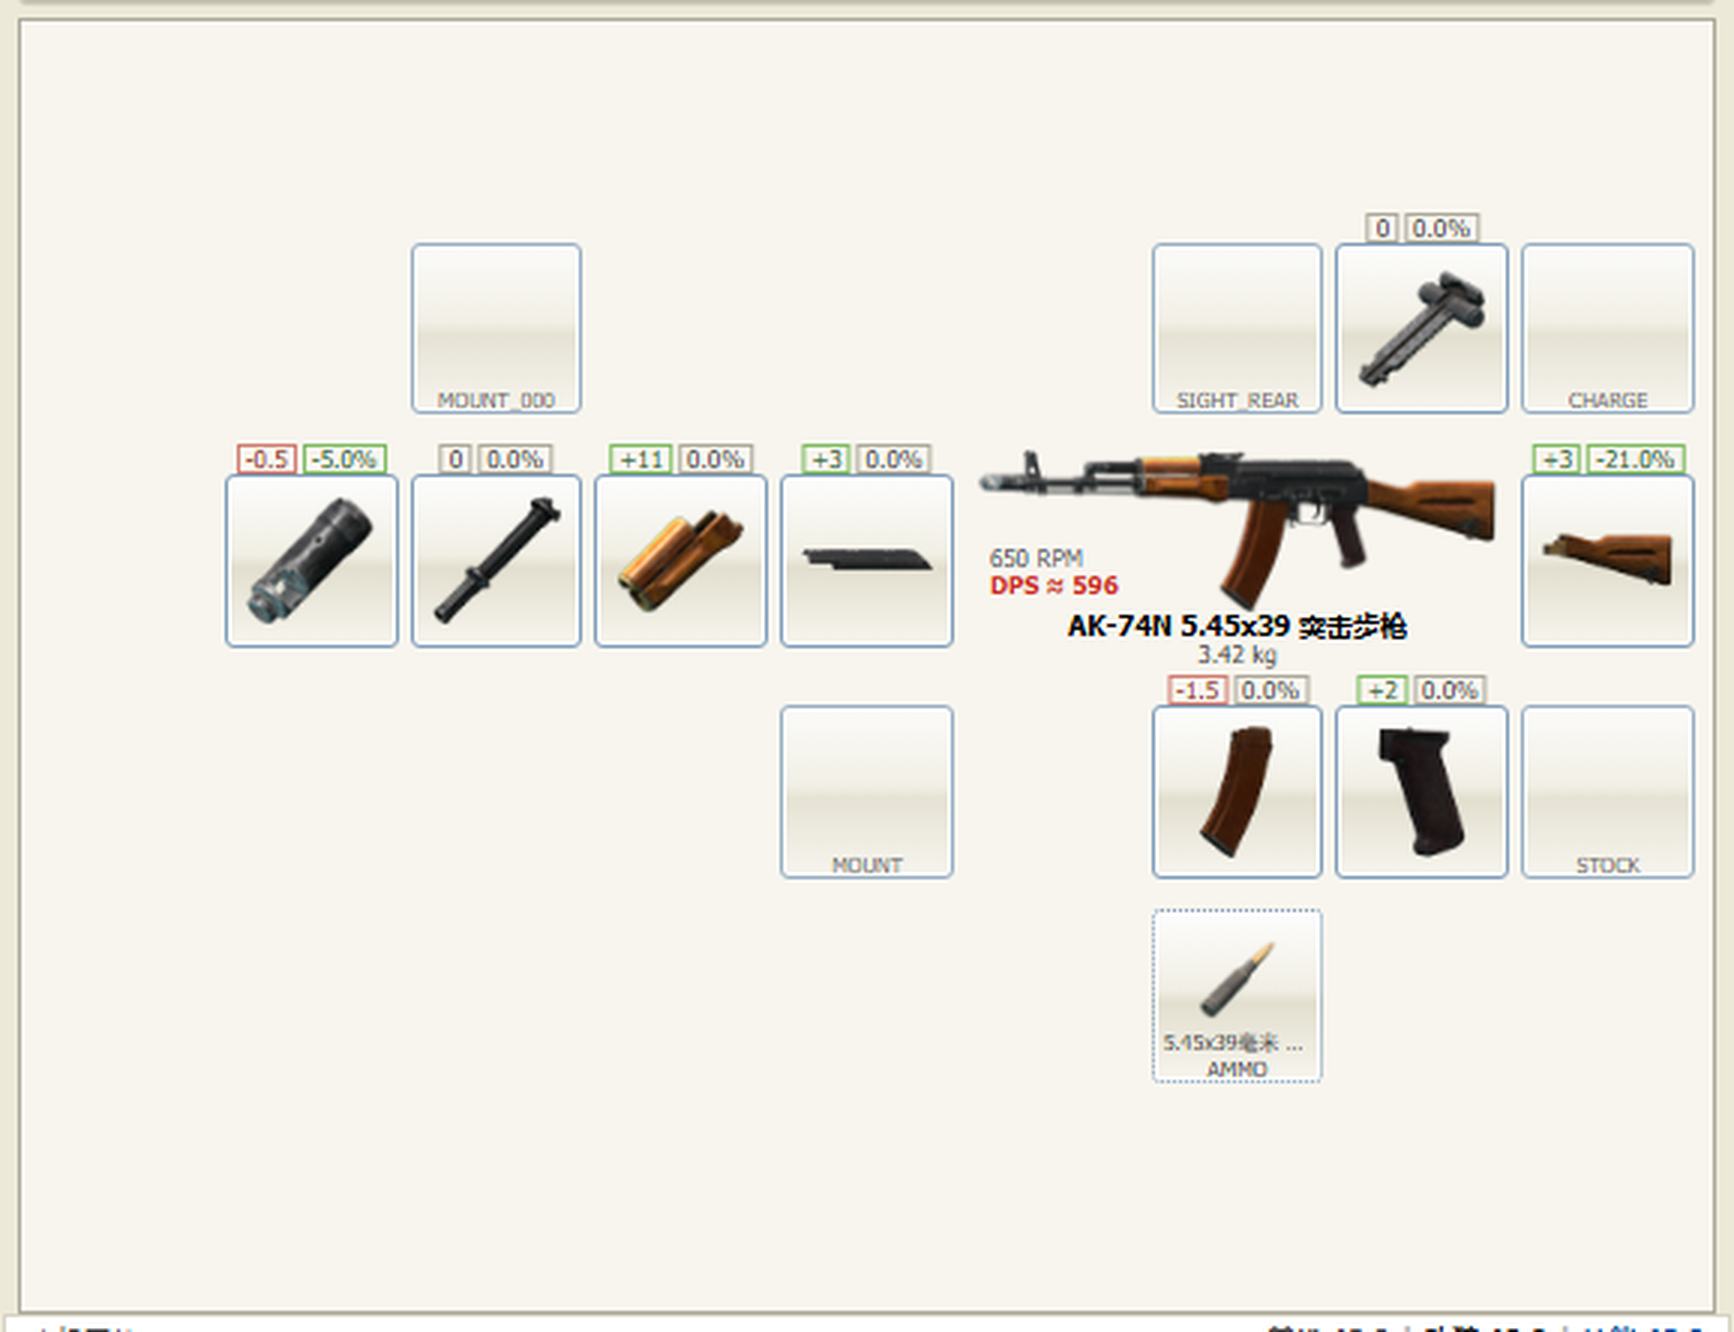 0 0.0%
MOUNT_000
SIGHT_REAR
CHARGE
-0.5 -5.0%
0 0.0%
+11 0.0%
+3 0.0%
+3 -21.0%
650 RPM
DPS ≈ 596
AK-74N 5.45x39 突击步枪
3.42 kg
-1.5 0.0%
+2 0.0%
MOUNT
STOCK
5.45x39毫米 ...
AMMO